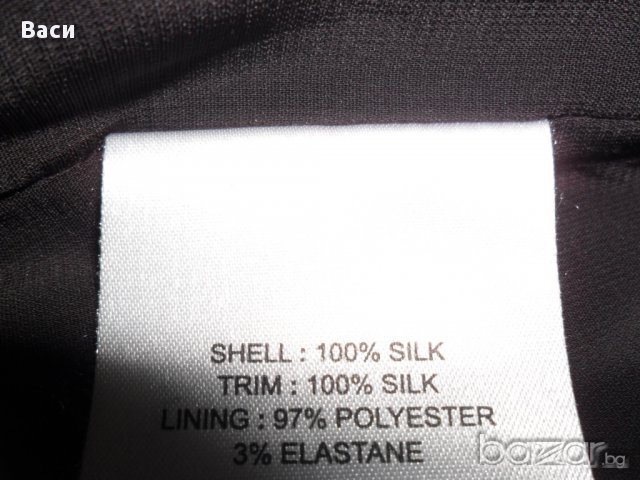 Васи
SHELL : 100% SILK
TRIM : 100% SILK
LINING : 97% POLYESTER
3% ELASTANE
bazar.bg